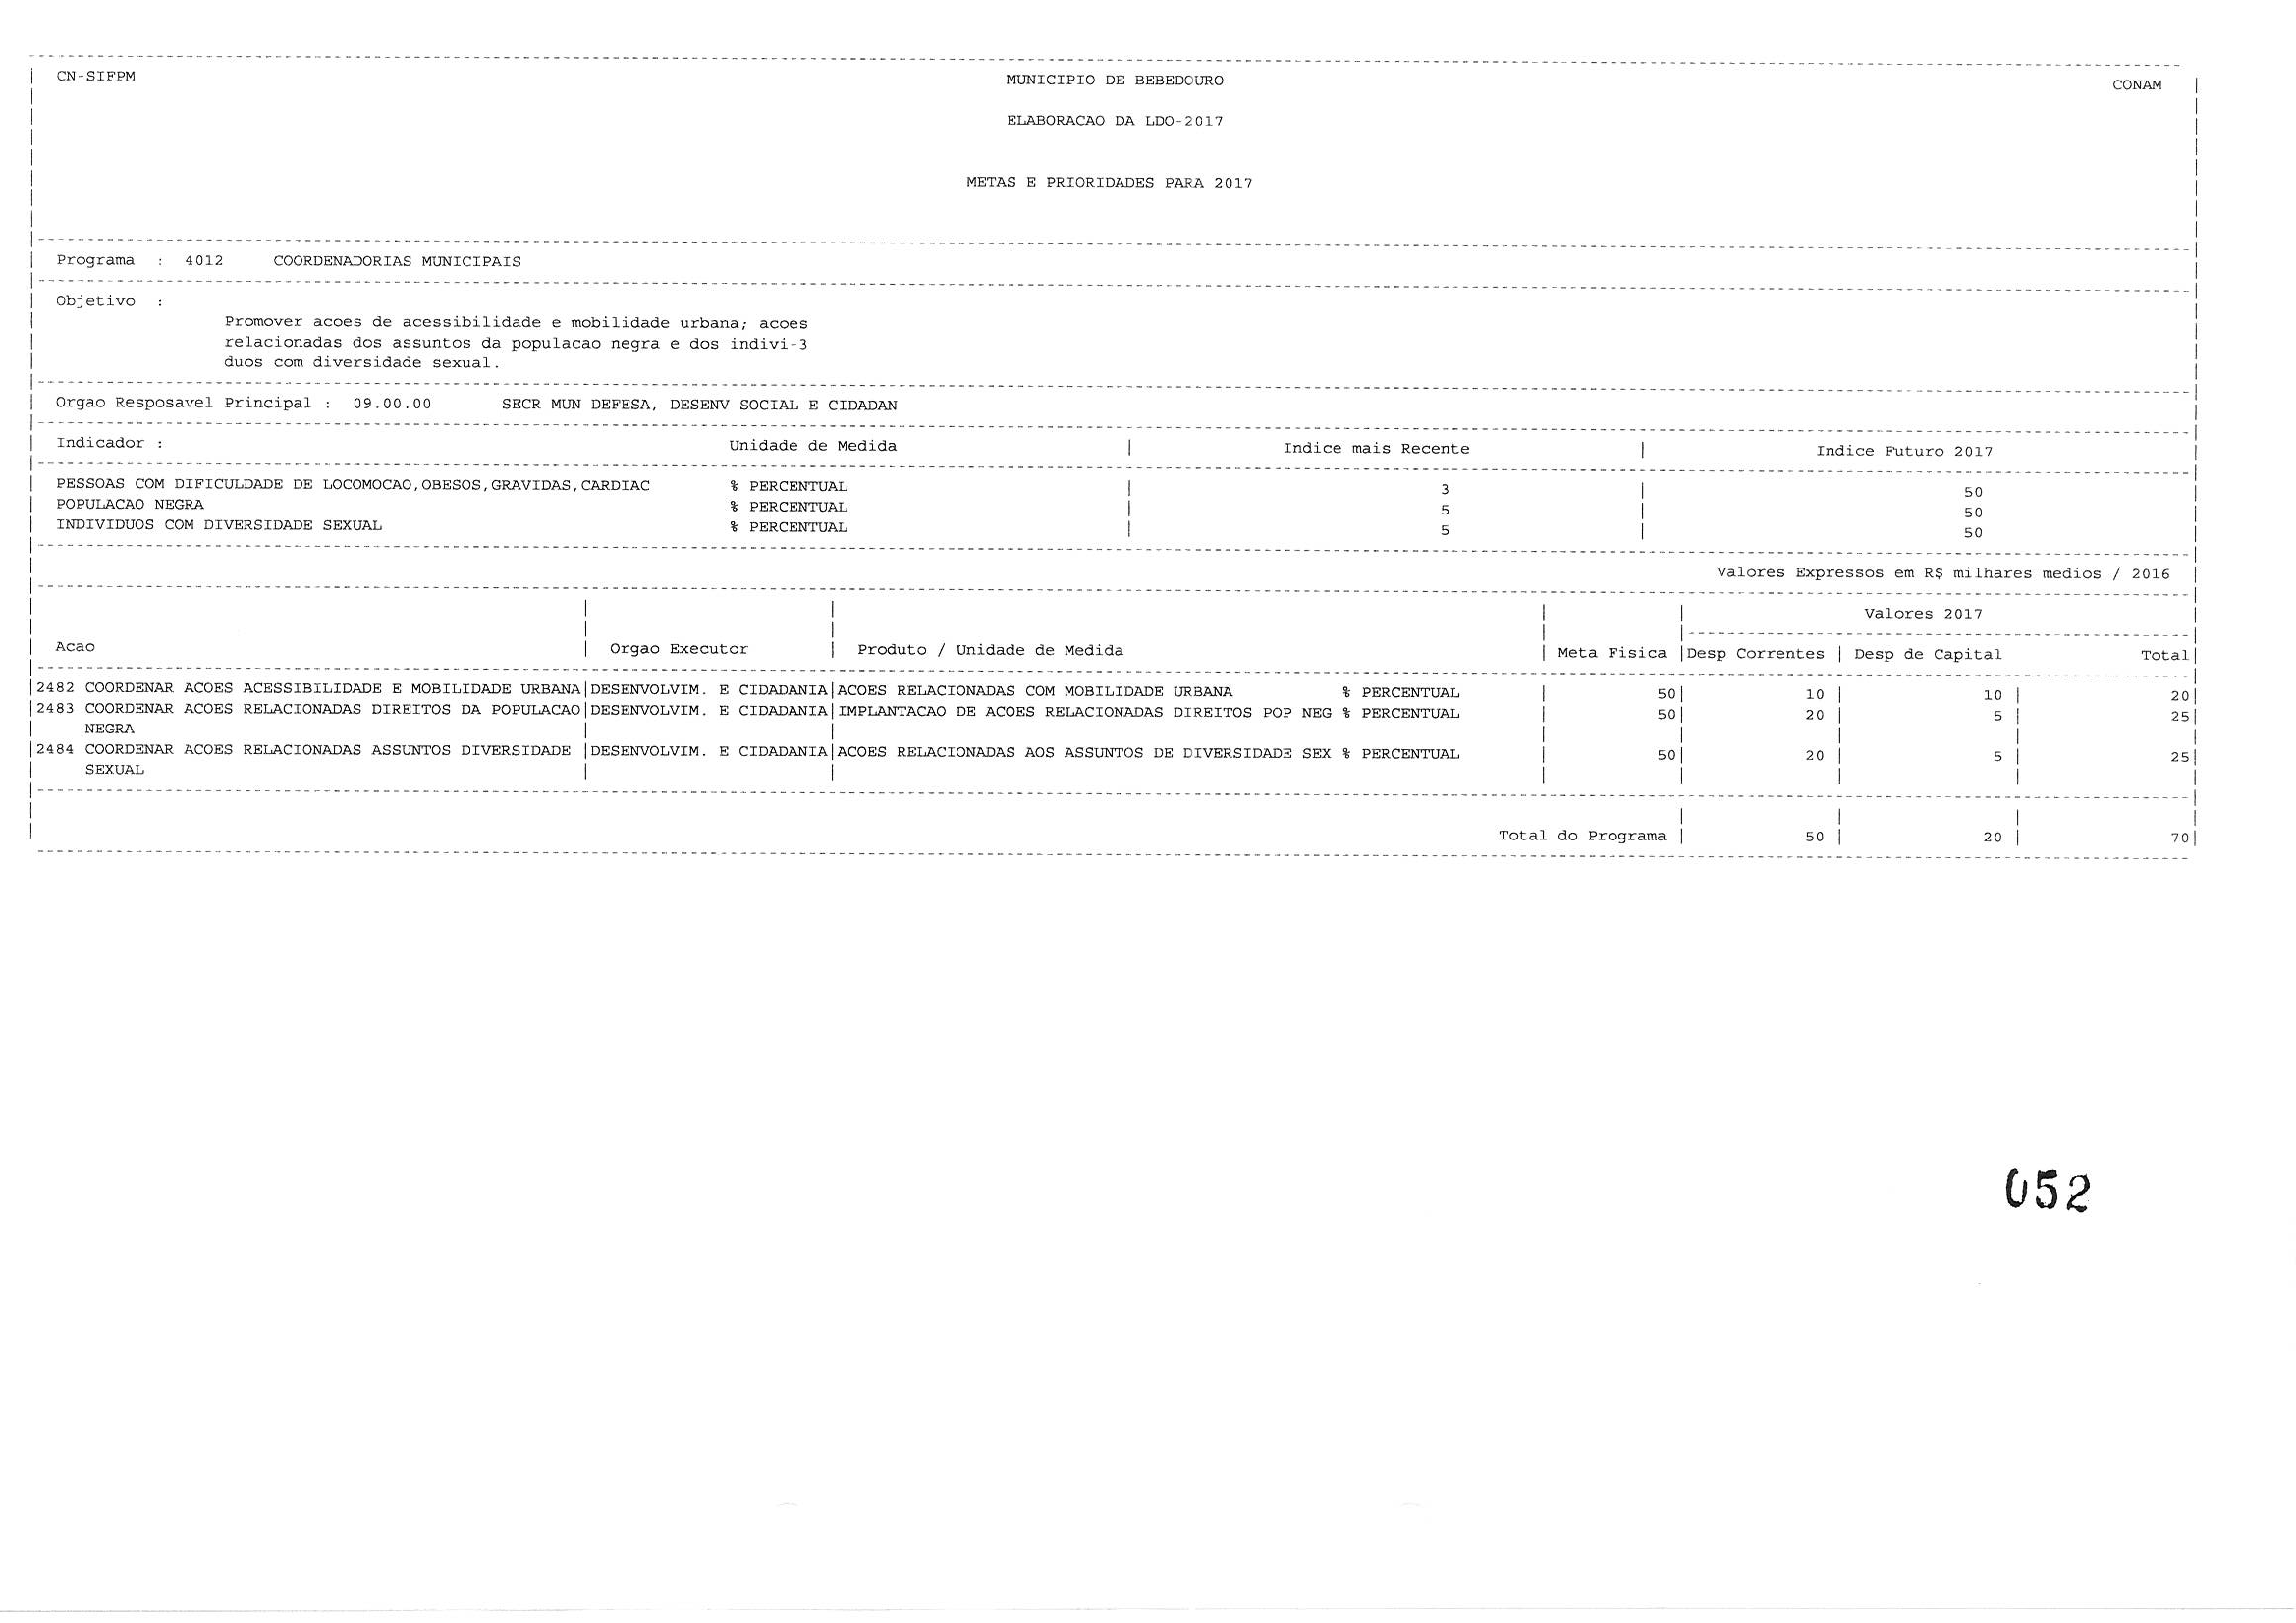 CN-SIFPM MUNICIPIO DE BEBEDOURO CONAM
ELABORACAO DA LDO-2017
METAS E PRIORIDADES PARA 2017
Programa : 4012 COORDENADORIAS MUNICIPAIS
Objetivo :
Promover acoes de acessibilidade e mobilidade urbana; acoes
relacionadas dos assuntos da populacao negra e dos indivi-3
duos com diversidade sexual.
Orgao Resposavel Principal : 09.00.00 SECR MUN DEFESA, DESENV SOCIAL E CIDADAN
Indicador : Unidade de Medida | Indice mais Recente | Indice Futuro 2017
PESSOAS COM DIFICULDADE DE LOCOMOCAO,OBESOS,GRAVIDAS,CARDIAC % PERCENTUAL | 3 | 50
POPULACAO NEGRA % PERCENTUAL | 5 | 50
INDIVIDUOS COM DIVERSIDADE SEXUAL % PERCENTUAL | 5 | 50
Valores Expressos em R$ milhares medios / 2016
Valores 2017
Acao | Orgao Executor | Produto / Unidade de Medida | Meta Fisica |Desp Correntes | Desp de Capital Total|
|2482 COORDENAR ACOES ACESSIBILIDADE E MOBILIDADE URBANA|DESENVOLVIM. E CIDADANIA|ACOES RELACIONADAS COM MOBILIDADE URBANA % PERCENTUAL | 50| 10 | 10 | 20|
|2483 COORDENAR ACOES RELACIONADAS DIREITOS DA POPULACAO|DESENVOLVIM. E CIDADANIA|IMPLANTACAO DE ACOES RELACIONADAS DIREITOS POP NEG % PERCENTUAL | 50| 20 | 5 | 25|
NEGRA
|2484 COORDENAR ACOES RELACIONADAS ASSUNTOS DIVERSIDADE |DESENVOLVIM. E CIDADANIA|ACOES RELACIONADAS AOS ASSUNTOS DE DIVERSIDADE SEX % PERCENTUAL | 50| 20 | 5 | 25|
SEXUAL
Total do Programa | 50 | 20 | 70|
052